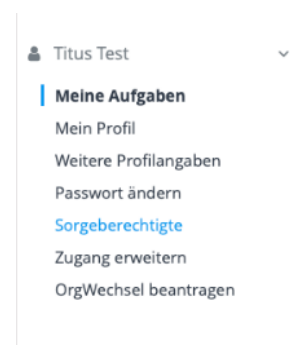 Titus Test
Meine Aufgaben
Mein Profil
Weitere Profilangaben
Passwort ändern
Sorgeberechtigte
Zugang erweitern
OrgWechsel beantragen